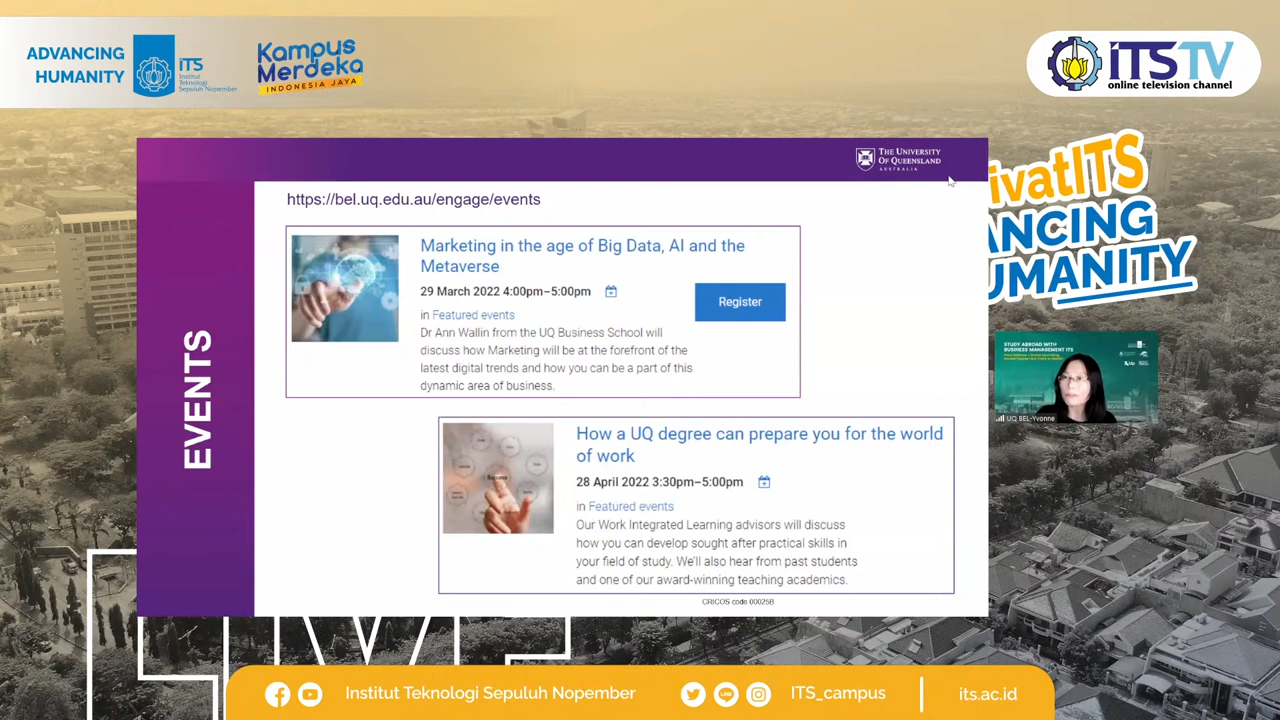 ADVANCING
HUMANITY
iTS
Institut
Teknologi
Sepuluh Nopember
Kampus
Merdeka
INDONESIA JAYA
iTSTV
online television channel
THE UNIVERSITY
OF QUEENSLAND
AUSTRALIA
https://bel.uq.edu.au/engage/events
EVENTS
Marketing in the age of Big Data, AI and the
Metaverse
29 March 2022 4:00pm–5:00pm
Register
in Featured events
Dr Ann Wallin from the UQ Business School will
discuss how Marketing will be at the forefront of the
latest digital trends and how you can be a part of this
dynamic area of business.
How a UQ degree can prepare you for the world
of work
28 April 2022 3:30pm–5:00pm
in Featured events
Our Work Integrated Learning advisors will discuss
how you can develop sought after practical skills in
your field of study. We'll also hear from past students
and one of our award-winning teaching academics.
Success
CRICOS code 00025B
ivatITS
ANCING
UMANITY
STUDY ABROAD WITH
BUSINESS MANAGEMENT ITS
UQ BEL-Yvonne
Institut Teknologi Sepuluh Nopember
ITS_campus
its.ac.id